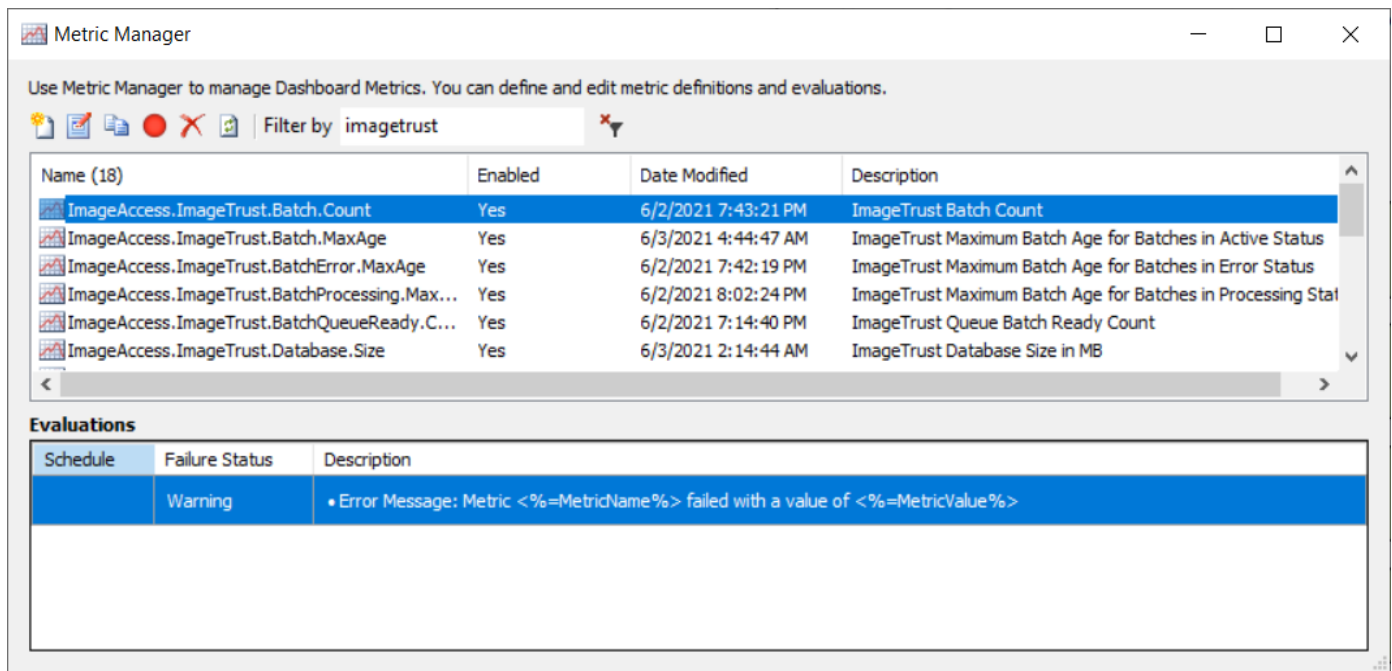 Metric Manager
Use Metric Manager to manage Dashboard Metrics. You can define and edit metric definitions and evaluations.
Filter by imagetrust
Name (18) Enabled Date Modified Description
ImageAccess.ImageTrust.Batch.Count Yes 6/2/2021 7:43:21 PM ImageTrust Batch Count
ImageAccess.ImageTrust.Batch.MaxAge Yes 6/3/2021 4:44:47 AM ImageTrust Maximum Batch Age for Batches in Active Status
ImageAccess.ImageTrust.BatchError.MaxAge Yes 6/2/2021 7:42:19 PM ImageTrust Maximum Batch Age for Batches in Error Status
ImageAccess.ImageTrust.BatchProcessing.Max... Yes 6/2/2021 8:02:24 PM ImageTrust Maximum Batch Age for Batches in Processing Stat
ImageAccess.ImageTrust.BatchQueueReady.C... Yes 6/2/2021 7:14:40 PM ImageTrust Queue Batch Ready Count
ImageAccess.ImageTrust.Database.Size Yes 6/3/2021 2:14:44 AM ImageTrust Database Size in MB
Evaluations
Schedule Failure Status Description
Warning • Error Message: Metric <%=MetricName%> failed with a value of <%=MetricValue%>